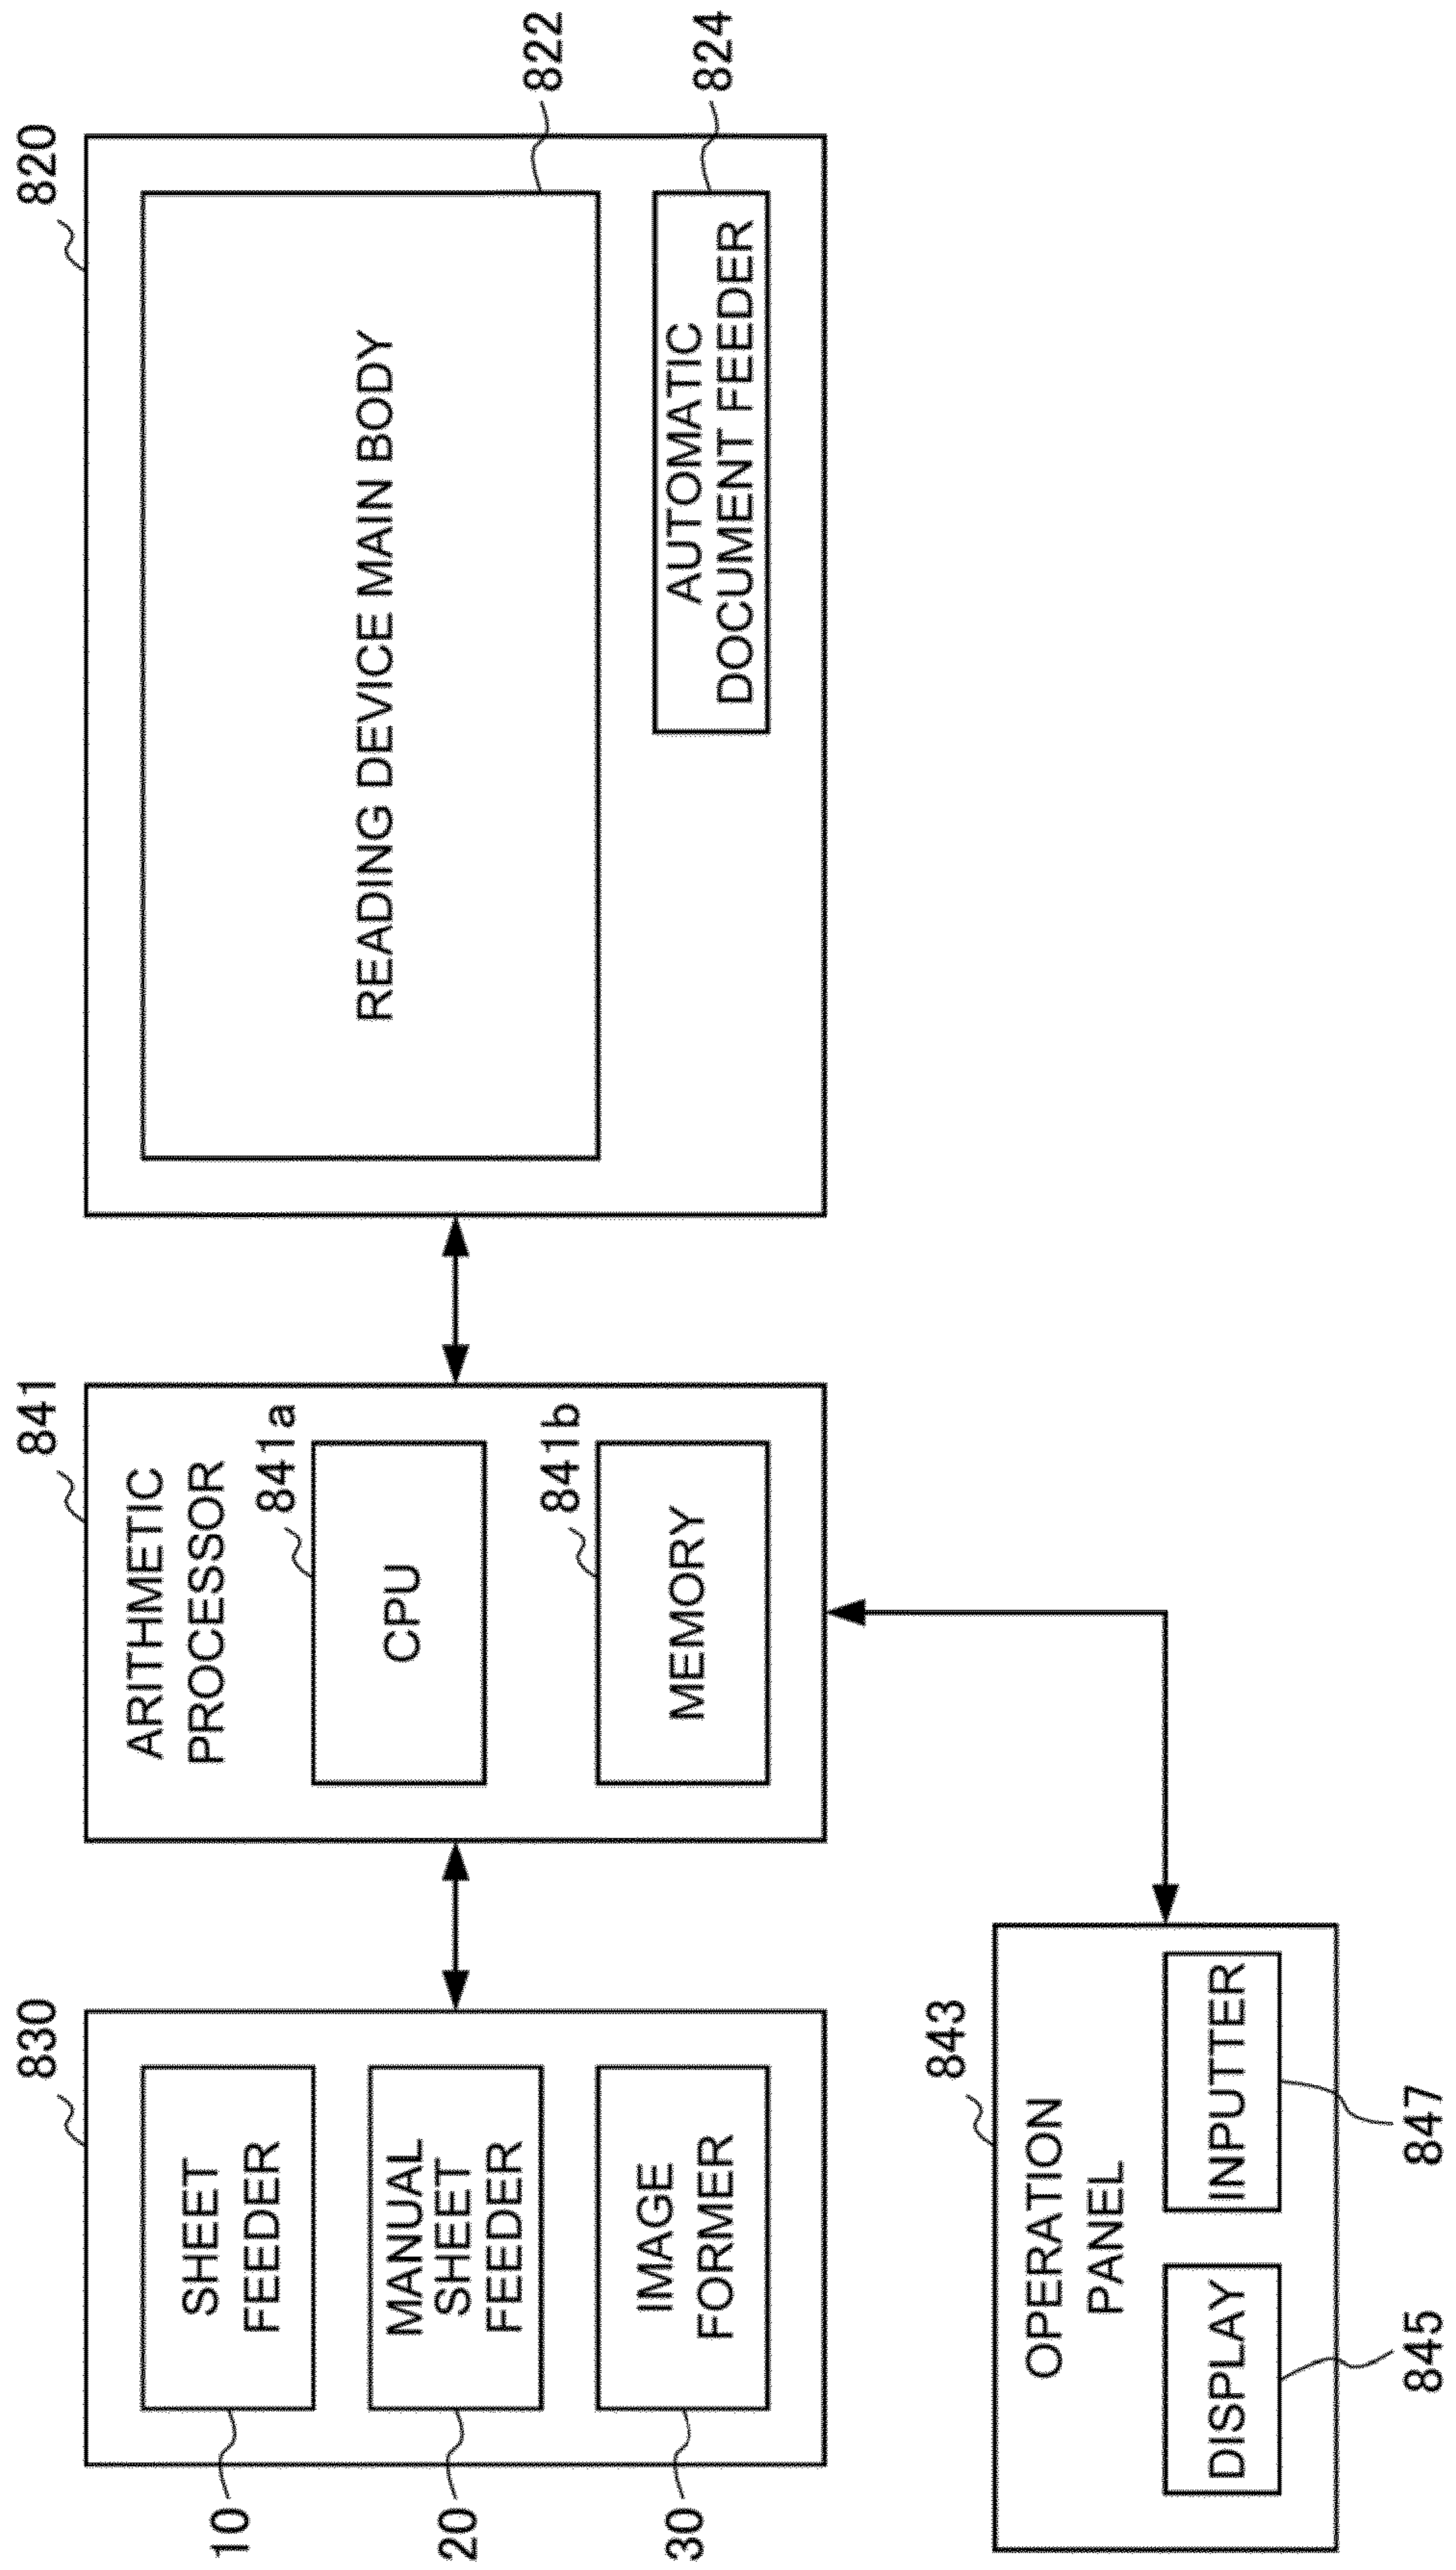 830
SHEET
FEEDER
10
MANUAL
SHEET
FEEDER
20
IMAGE
FORMER
30
841
ARITHMETIC
PROCESSOR
841a
CPU
841b
MEMORY
820
READING DEVICE MAIN BODY
822
AUTOMATIC
DOCUMENT FEEDER
824
843
OPERATION
PANEL
DISPLAY
845
INPUTTER
847